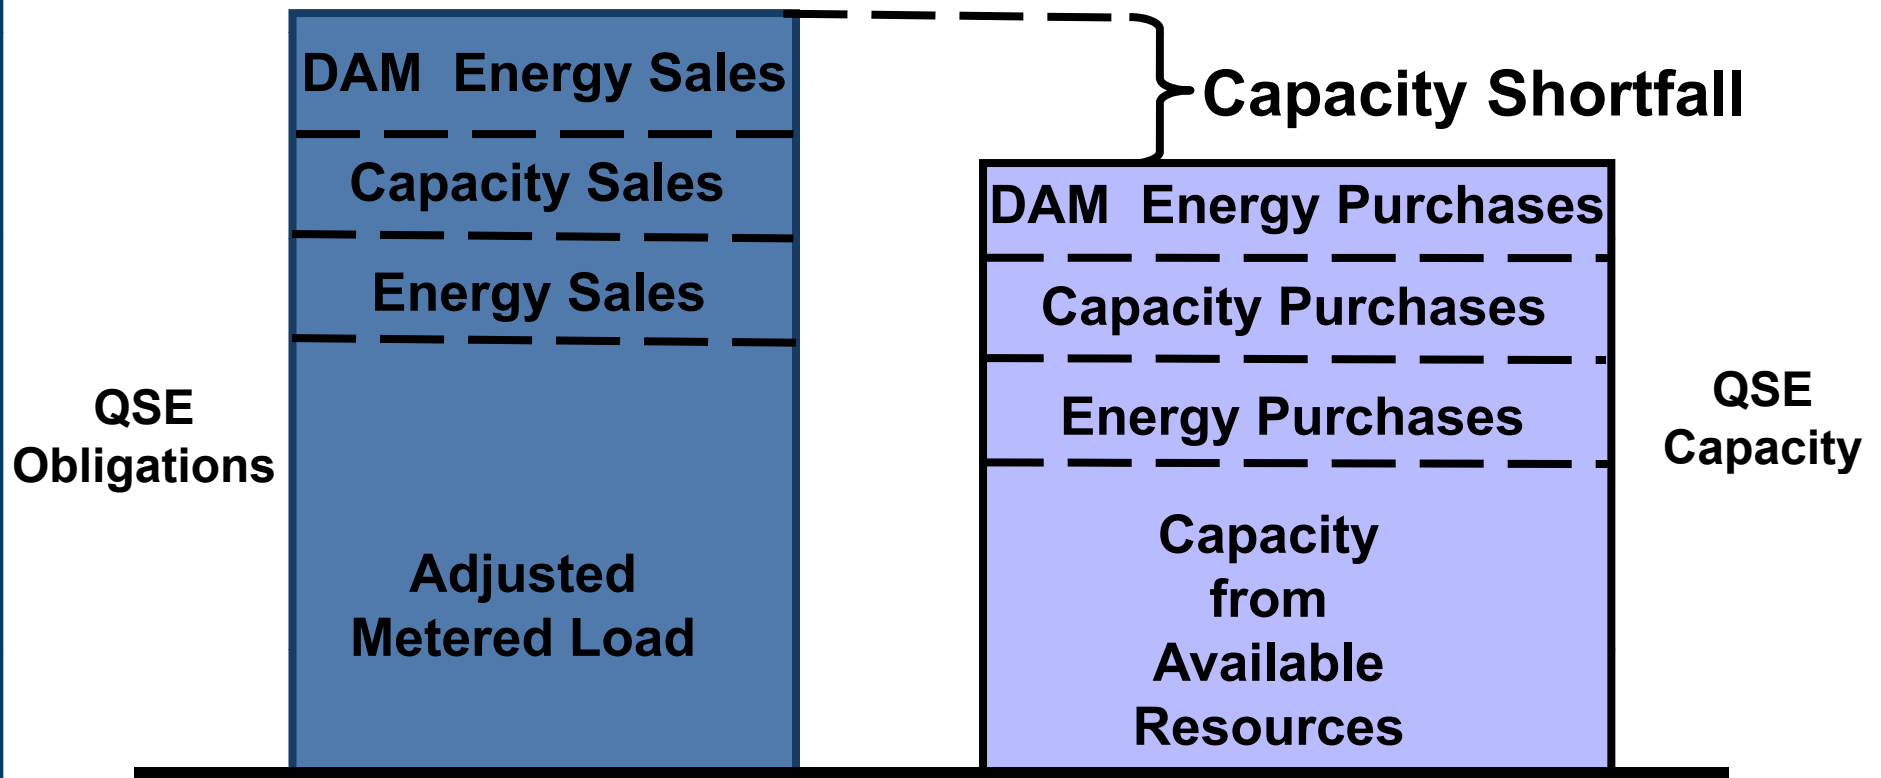 DAM Energy Sales
Capacity Sales
Energy Sales
Adjusted
Metered Load
QSE
Obligations
Capacity Shortfall
DAM Energy Purchases
Capacity Purchases
Energy Purchases
Capacity
from
Available
Resources
QSE
Capacity